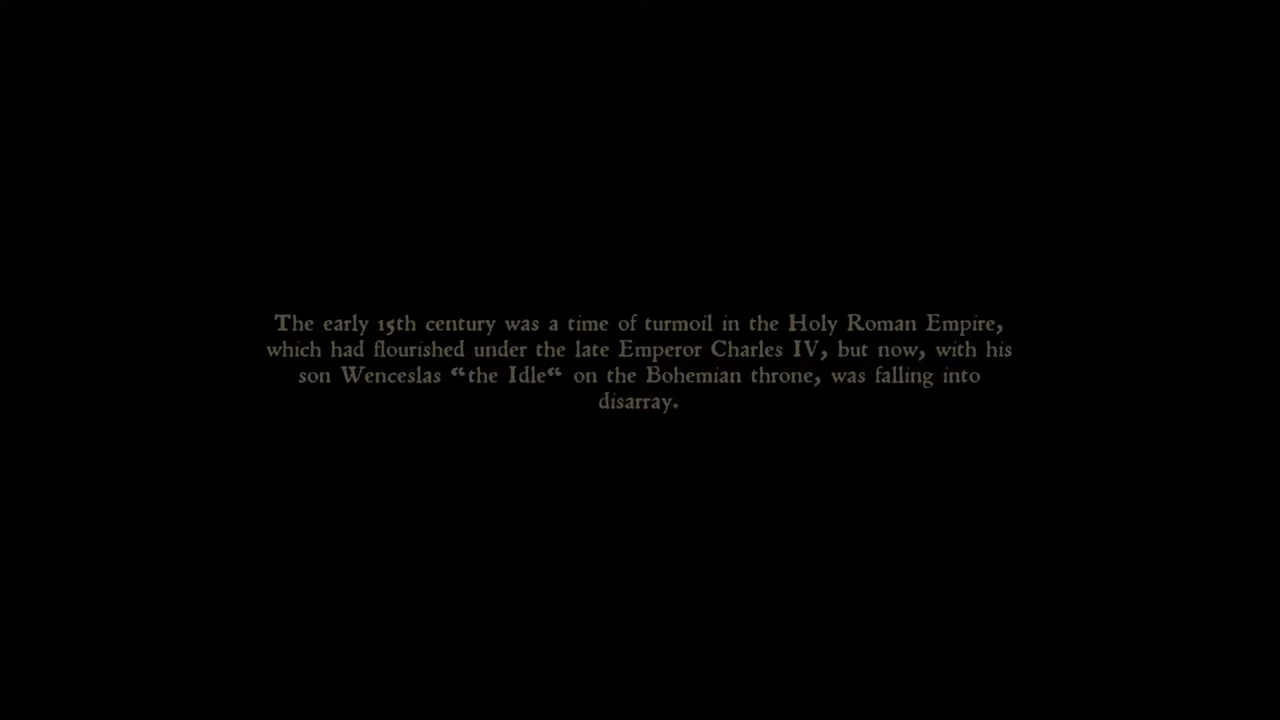 The early 15th century was a time of turmoil in the Holy Roman Empire,
which had flourished under the late Emperor Charles IV, but now, with his
son Wenceslas “the Idle“ on the Bohemian throne, was falling into
disarray.